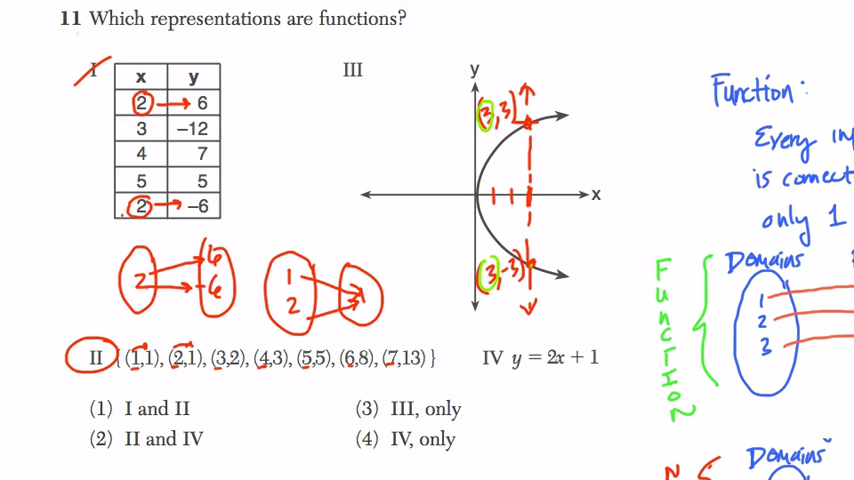 11 Which representations are functions?
I
x y
2 6
3 −12
4 7
5 5
2 −6
III
y
x
(3,3)
(3,-3)
2 6
-6
1
2 3
II { (1,1), (2,1), (3,2), (4,3), (5,5), (6,8), (7,13) }
IV y = 2x + 1
(1) I and II
(2) II and IV
(3) III, only
(4) IV, only
Function:
Every
is connect
only 1
FUNCTION
Domains
1
2
3
Domains
N